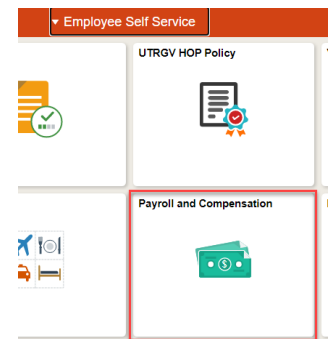 Employee Self Service
UTRGV HOP Policy
Payroll and Compensation